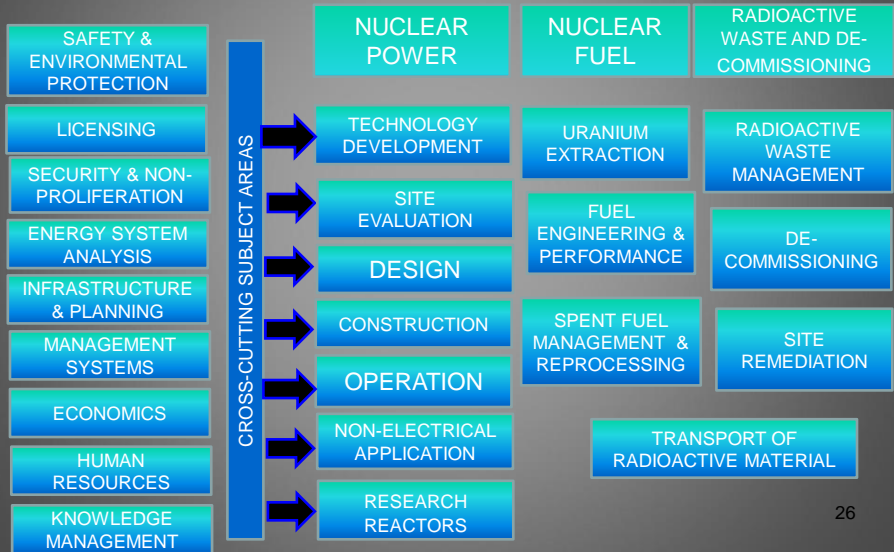 SAFETY &
ENVIRONMENTAL
PROTECTION
LICENSING
SECURITY & NON-
PROLIFERATION
ENERGY SYSTEM
ANALYSIS
INFRASTRUCTURE
& PLANNING
MANAGEMENT
SYSTEMS
ECONOMICS
HUMAN
RESOURCES
KNOWLEDGE
MANAGEMENT
CROSS-CUTTING SUBJECT AREAS
NUCLEAR
POWER
TECHNOLOGY
DEVELOPMENT
SITE
EVALUATION
DESIGN
CONSTRUCTION
OPERATION
NON-ELECTRICAL
APPLICATION
RESEARCH
REACTORS
NUCLEAR
FUEL
URANIUM
EXTRACTION
FUEL
ENGINEERING &
PERFORMANCE
SPENT FUEL
MANAGEMENT &
REPROCESSING
RADIOACTIVE
WASTE AND DE-
COMMISSIONING
RADIOACTIVE
WASTE
MANAGEMENT
DE-
COMMISSIONING
SITE
REMEDIATION
TRANSPORT OF
RADIOACTIVE MATERIAL
26